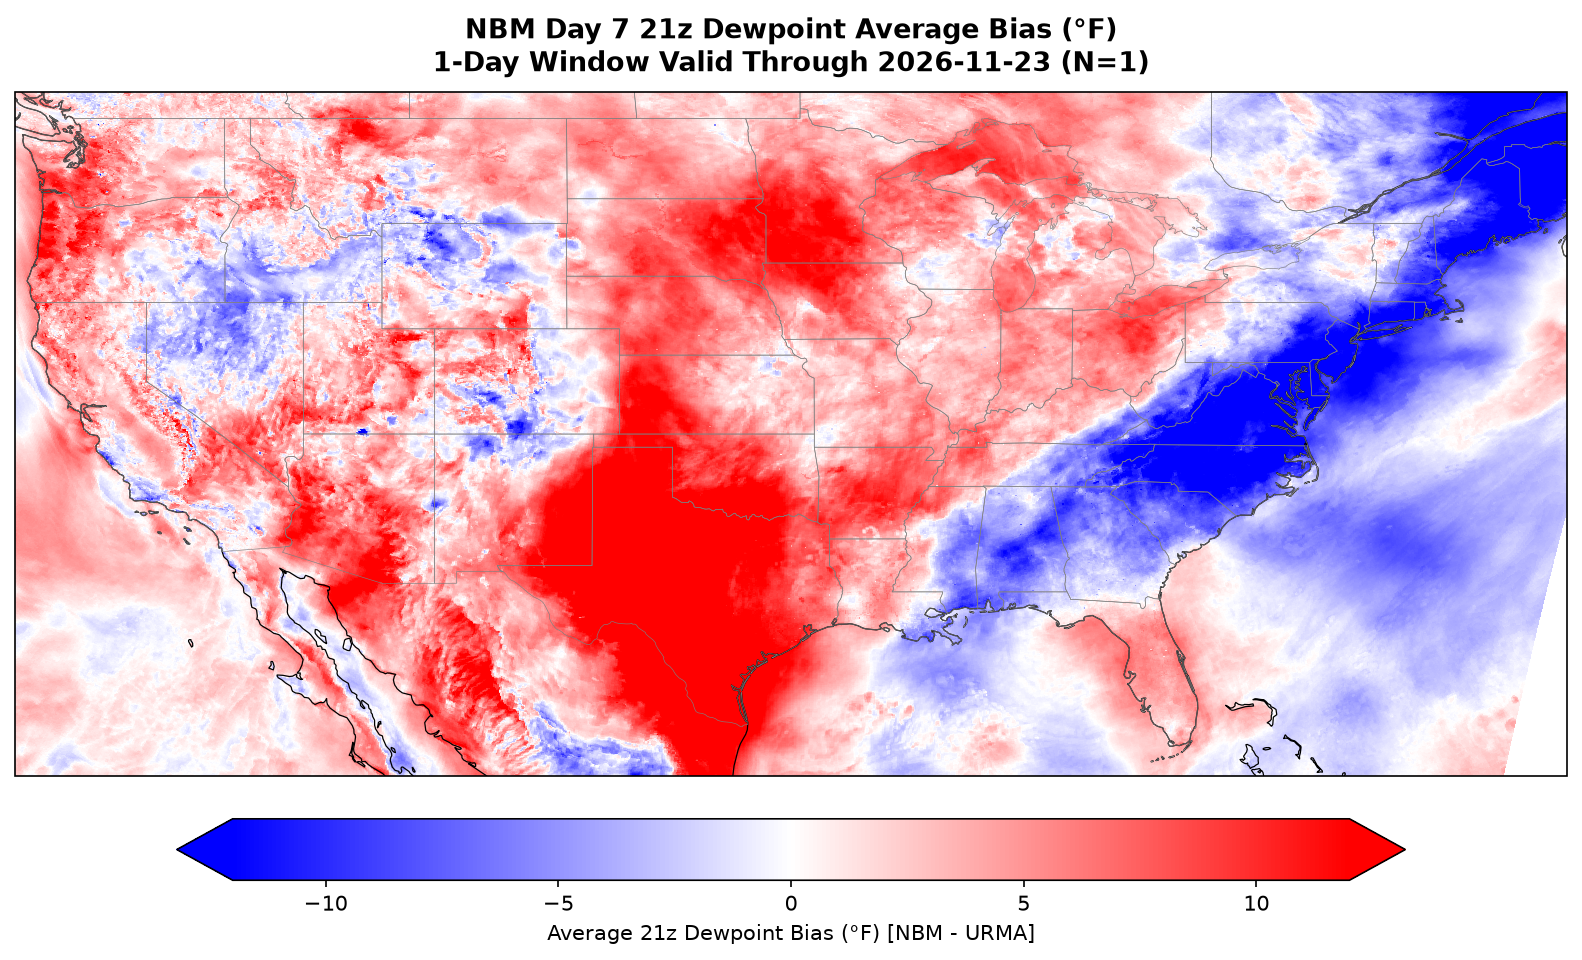 NBM Day 7 21z Dewpoint Average Bias (°F)
1-Day Window Valid Through 2026-11-23 (N=1)
−10 −5 0 5 10
Average 21z Dewpoint Bias (°F) [NBM - URMA]